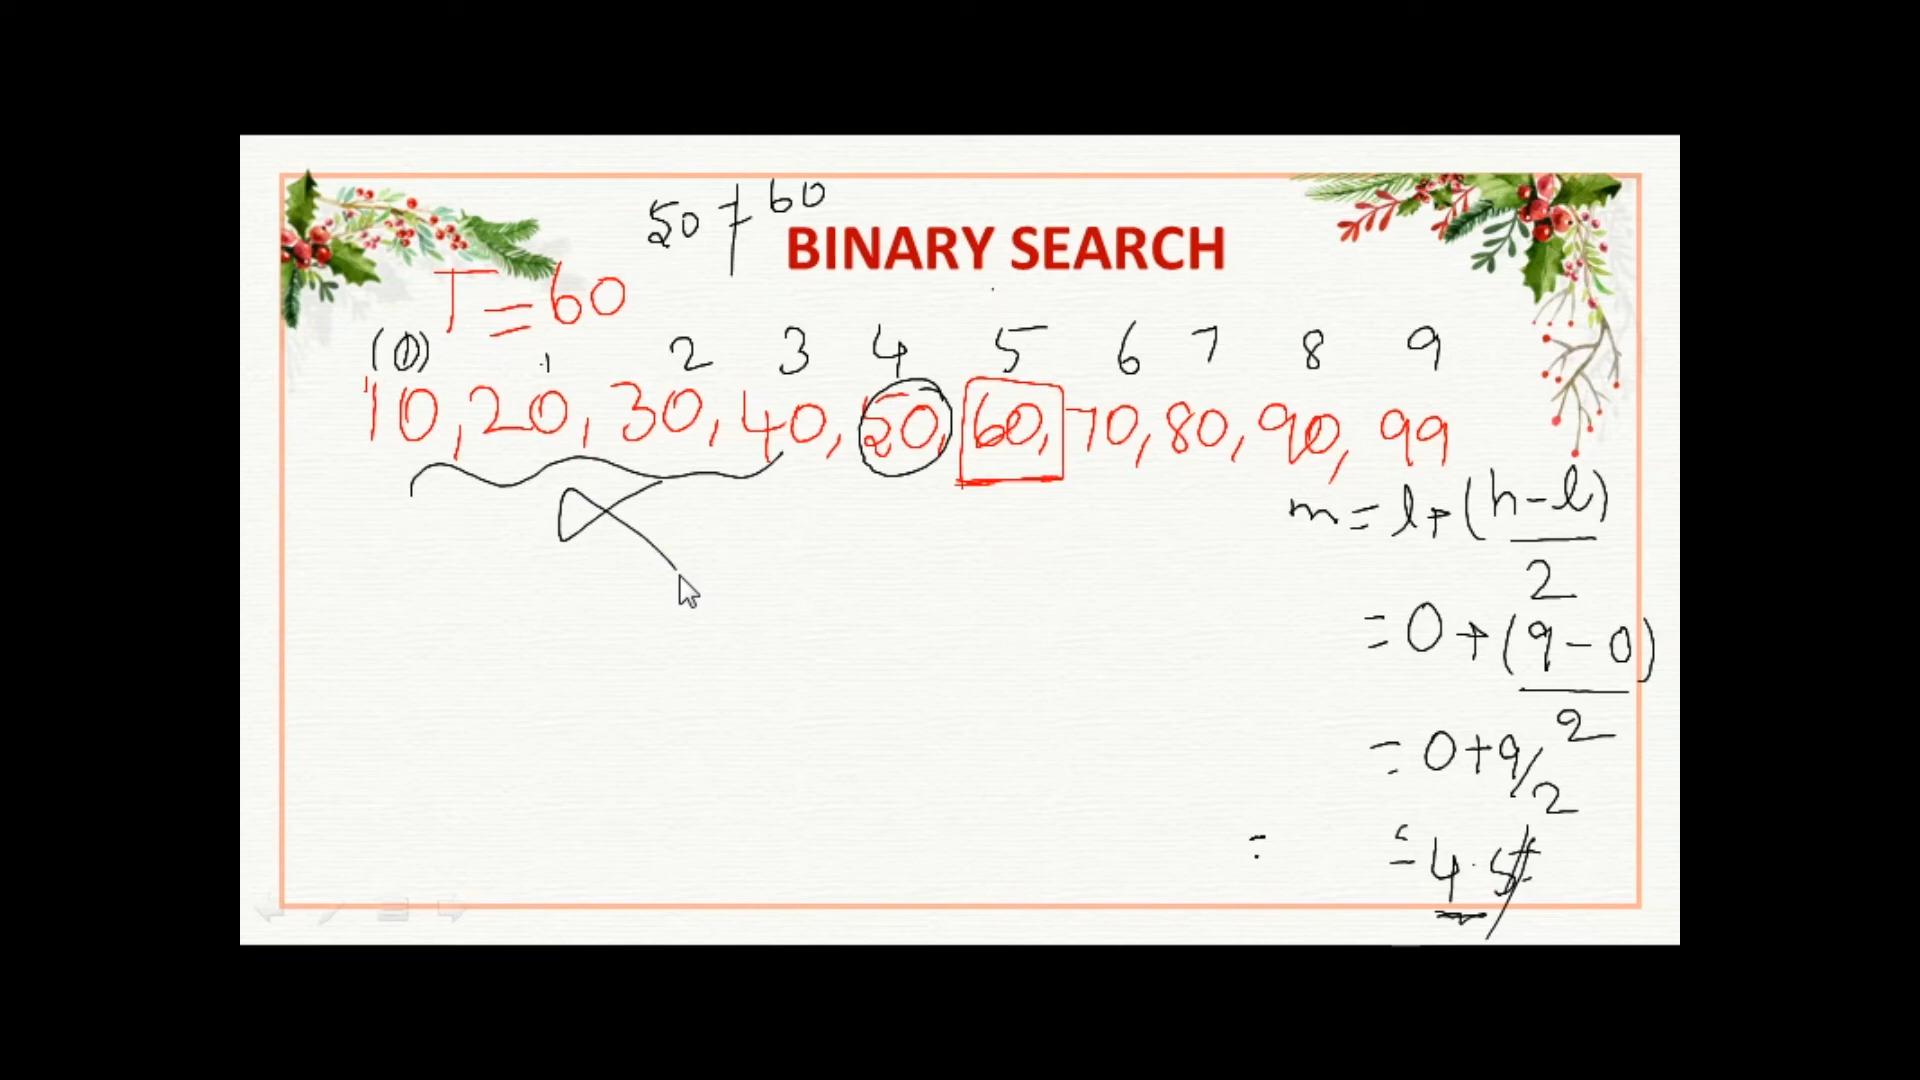 50 ≠ 60
BINARY SEARCH
T = 60
(0) 1 2 3 4 5 6 7 8 9
10, 20, 30, 40, 50, 60, 70, 80, 90, 99
m = l + (h - l)
2
= 0 + (9 - 0)
2
= 0 + 9/2
= = 4.5